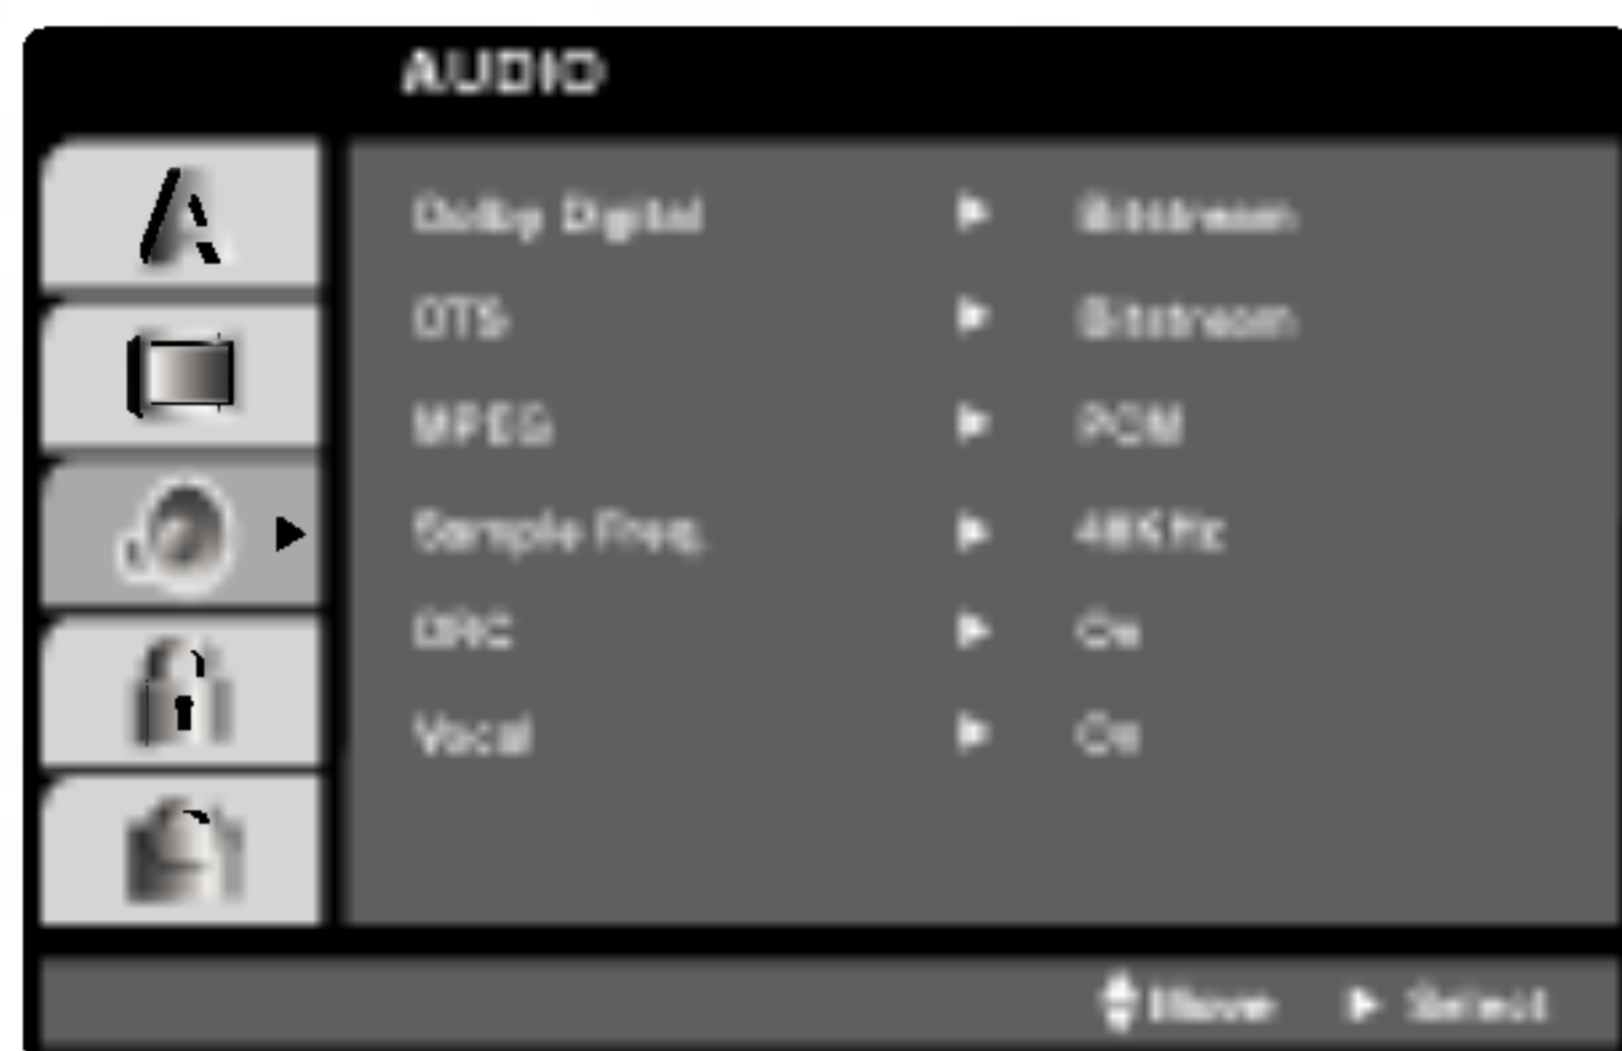 AUDIO
Dolby Digital ▶ Bitstream
DTS ▶ Bitstream
MPEG ▶ PCM
Sample Freq. ▶ 48KHz
DRC ▶ On
Vocal ▶ On
Move ▶ Select